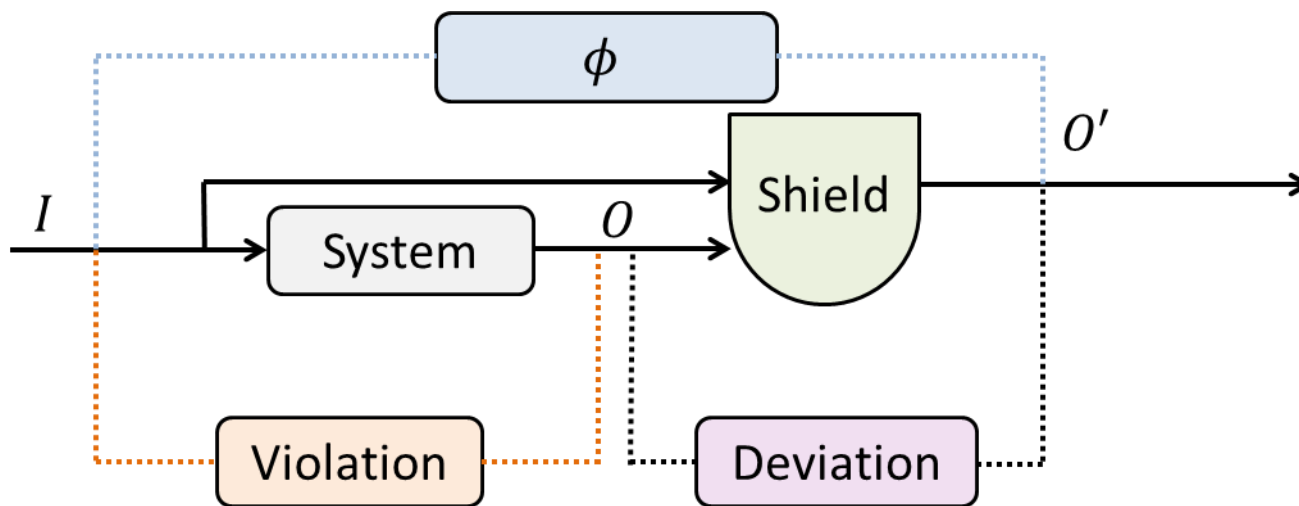 ϕ
O′
Shield
I
O
System
Violation
Deviation